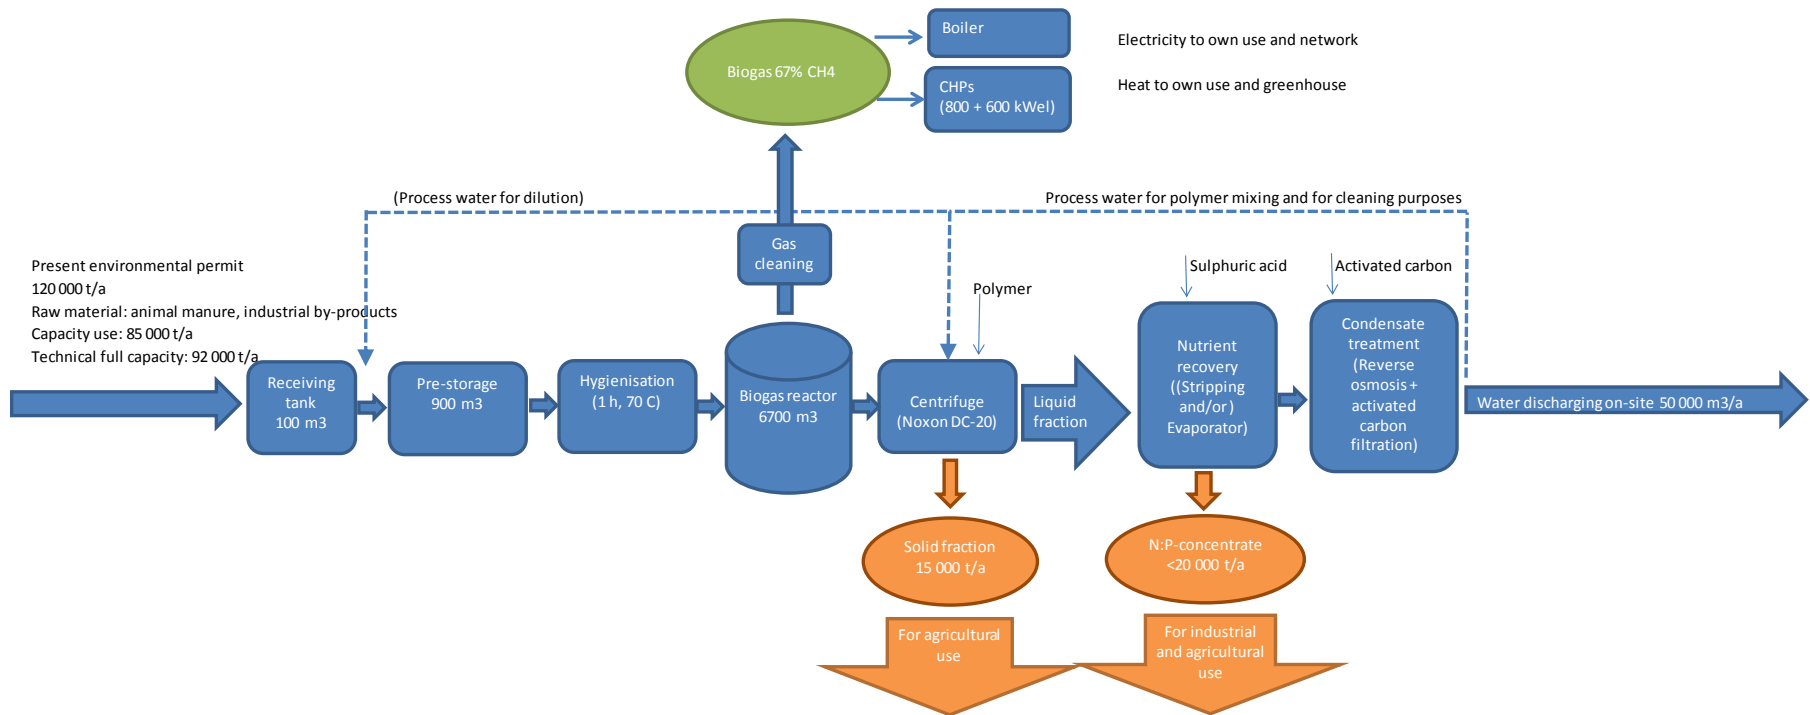 Boiler
Electricity to own use and network
Biogas 67% CH4
CHPs
(800 + 600 kWel)
Heat to own use and greenhouse
(Process water for dilution)
Process water for polymer mixing and for cleaning purposes
Gas
cleaning
Present environmental permit
120 000 t/a
Raw material: animal manure, industrial by-products
Capacity use: 85 000 t/a
Technical full capacity: 92 000 t/a
Polymer
Sulphuric acid
Activated carbon
Receiving
tank
100 m3
Pre-storage
900 m3
Hygienisation
(1 h, 70 C)
Biogas reactor
6700 m3
Centrifuge
(Noxon DC-20)
Liquid
fraction
Nutrient
recovery
((Stripping
and/or)
Evaporator)
Condensate
treatment
(Reverse
osmosis +
activated
carbon
filtration)
Water discharging on-site 50 000 m3/a
Solid fraction
15 000 t/a
N:P-concentrate
<20 000 t/a
For agricultural
use
For industrial
and agricultural
use